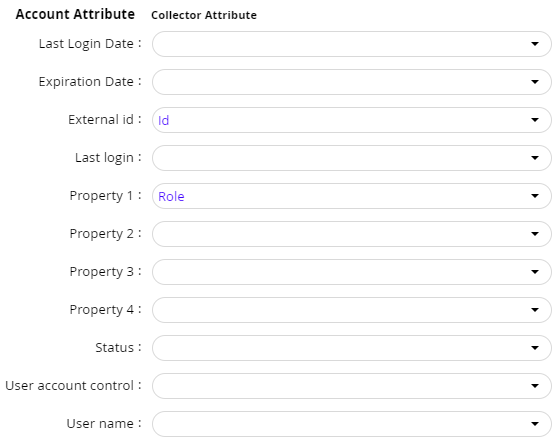 Account Attribute Collector Attribute
Last Login Date :
Expiration Date :
External id : Id
Last login :
Property 1 : Role
Property 2 :
Property 3 :
Property 4 :
Status :
User account control :
User name :